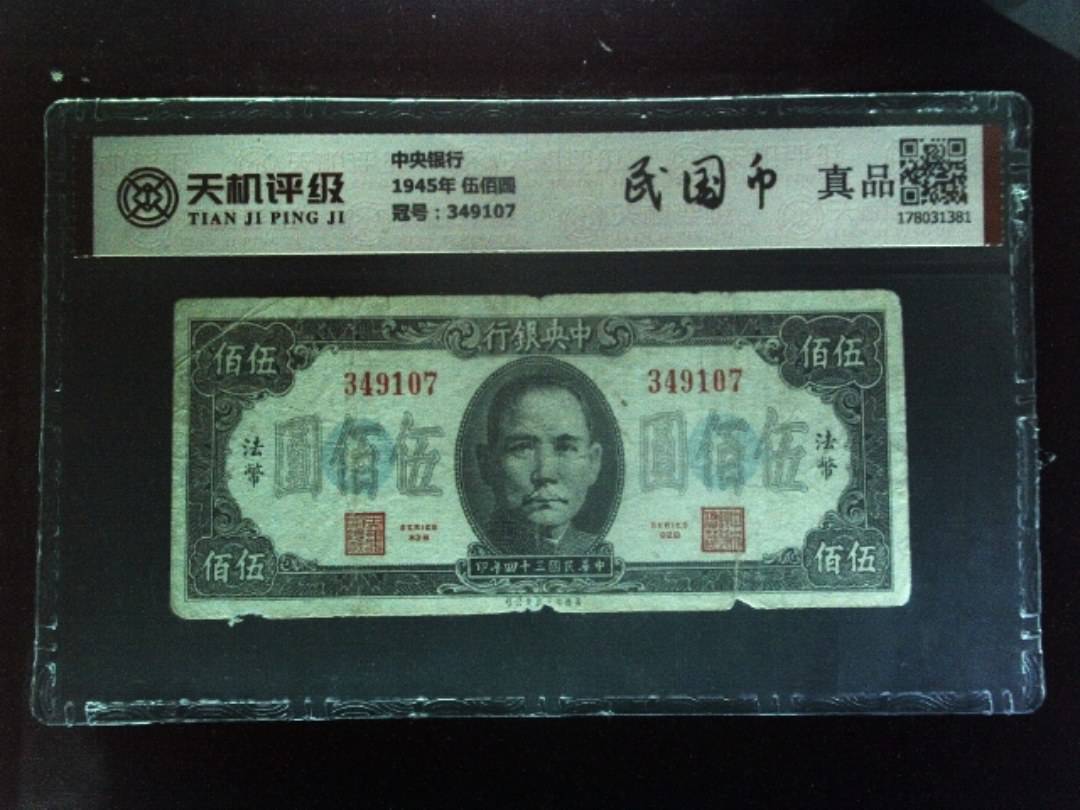 天机评级
TIAN JI PING JI
中央银行
1945年 伍佰圆
冠号：349107
民国币
真品
178031381
行銀央中
佰伍
佰伍
349107
349107
圓佰伍
圓佰伍
法幣
法幣
SERIES
SERIES
佰伍
佰伍
印年四十三國民華中